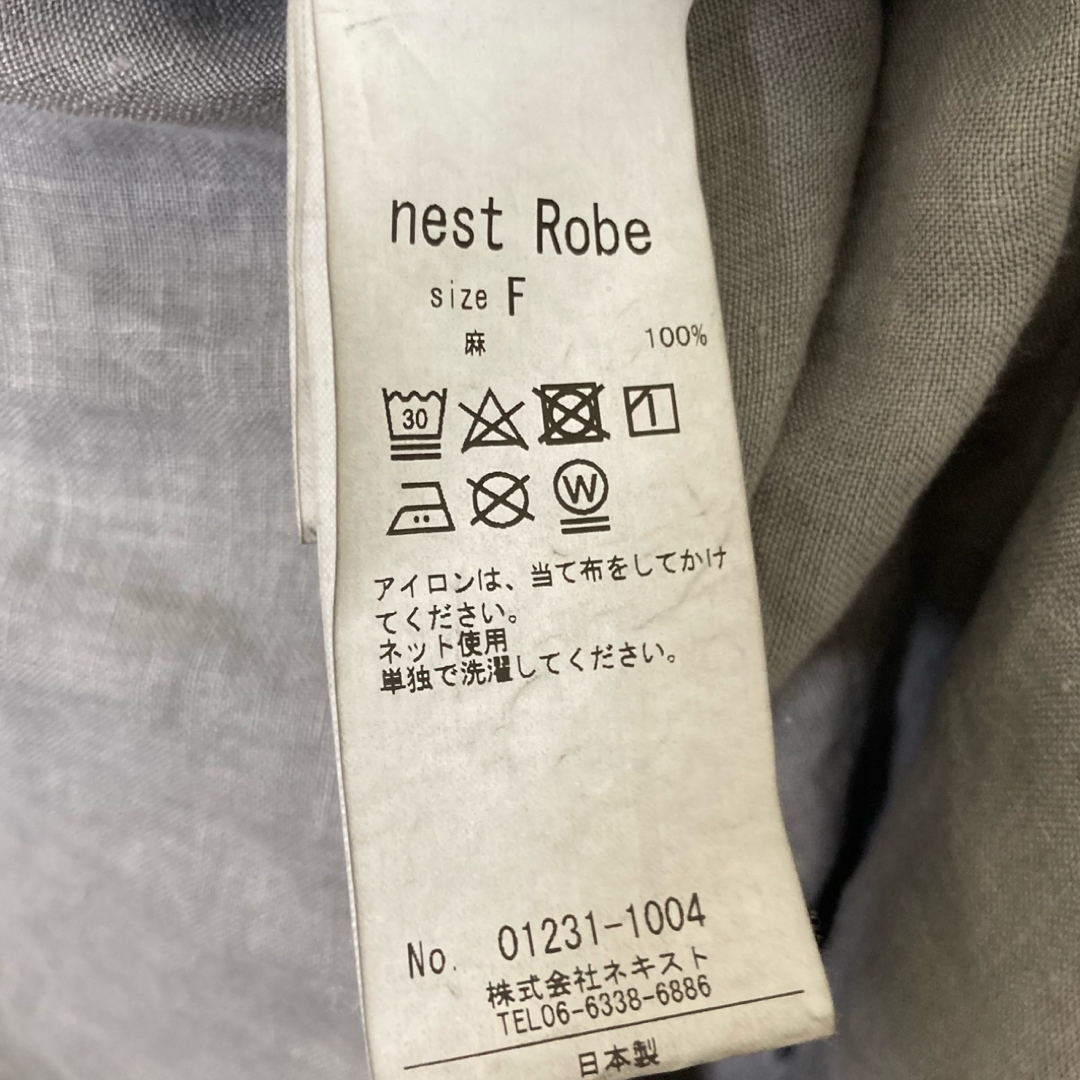 nest Robe
size F
麻 100%
30
W
アイロンは、当て布をしてかけ
てください。
ネット使用
単独で洗濯してください。
No. 01231-1004
株式会社ネキスト
TEL06-6338-6886
日本製